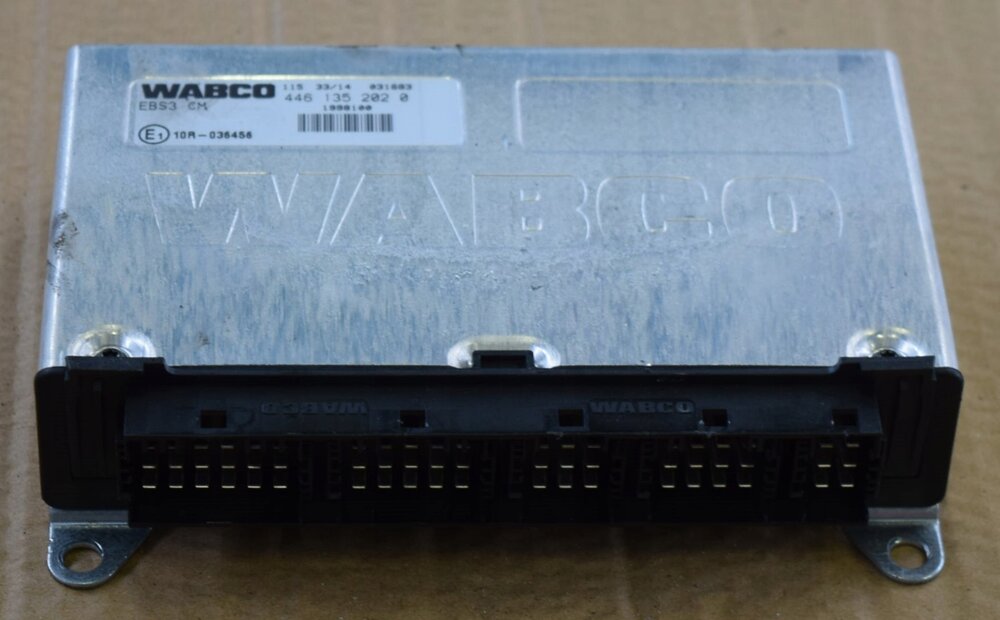 WABCO 115 33/14 031883
446 135 202 0
EBS3 CM 1998100
E1 10R-036456
WABCO
WABCO WABCO